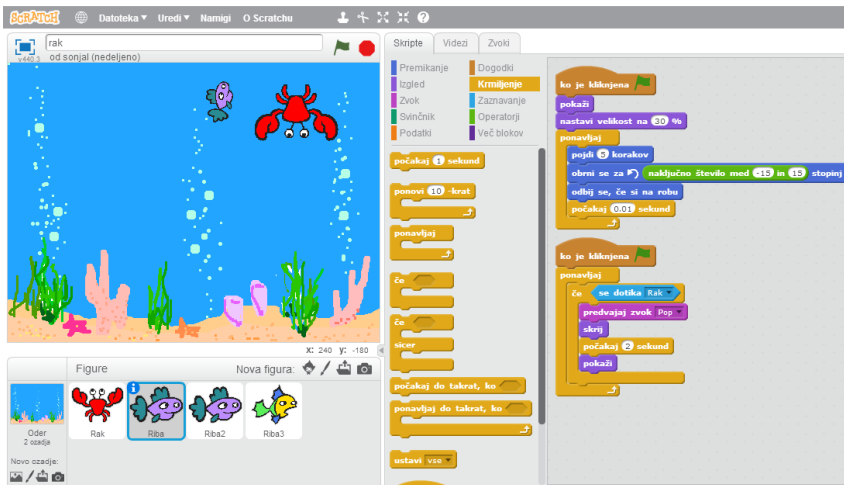 SCRATCH Datoteka Uredi Namigi O Scratchu
rak
v440.3 od sonjal (nedeljeno)
x: 240 y: -180
Figure Nova figura:
Oder
2 ozadja
Novo ozadje:
Rak Riba Riba2 Riba3
Skripte Videzi Zvoki
Premikanje Dogodki
Izgled Krmiljenje
Zvok Zaznavanje
Svinčnik Operatorji
Podatki Več blokov
počakaj 1 sekund
ponovi 10 -krat
ponavljaj
če
če
sicer
počakaj do takrat, ko
ponavljaj do takrat, ko
ustavi vse
ko je kliknjena
pokaži
nastavi velikost na 30 %
ponavljaj
pojdi 5 korakov
obrni se za naključno število med -15 in 15 stopinj
odbij se, če si na robu
počakaj 0.01 sekund
ko je kliknjena
ponavljaj
če se dotika Rak
predvajaj zvok Pop
skrij
počakaj 2 sekund
pokaži